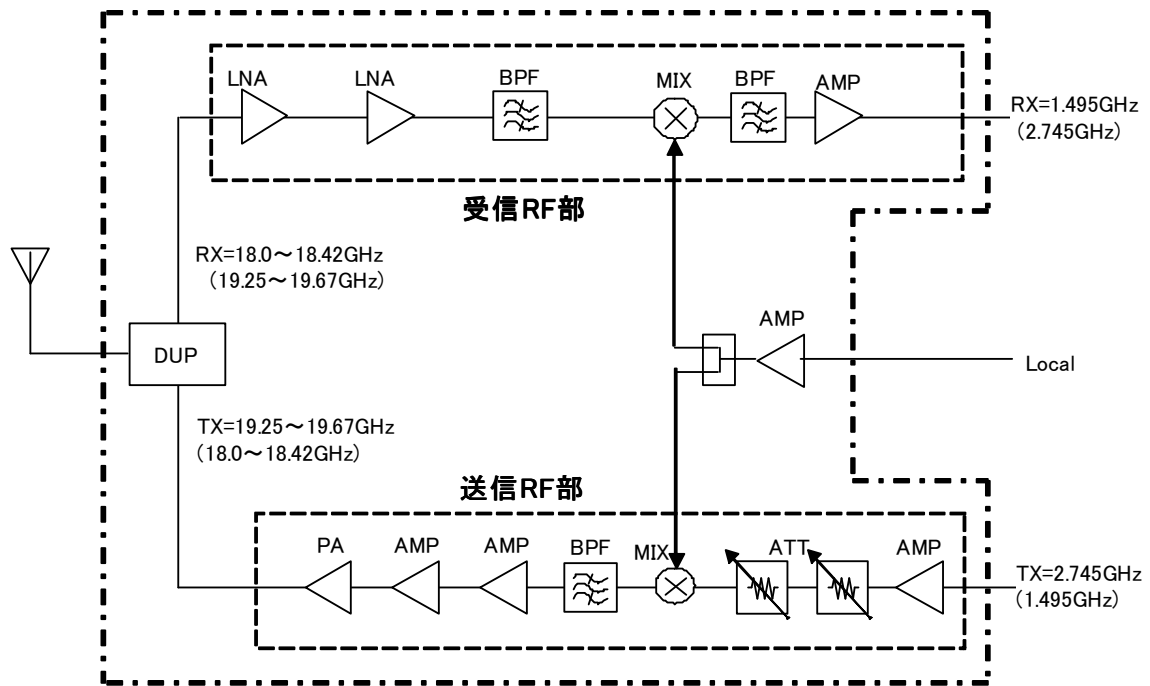 LNA
LNA
BPF
MIX
BPF
AMP
RX=1.495GHz
(2.745GHz)
受信RF部
RX=18.0～18.42GHz
(19.25～19.67GHz)
DUP
AMP
Local
TX=19.25～19.67GHz
(18.0～18.42GHz)
送信RF部
PA
AMP
AMP
BPF
MIX
ATT
AMP
TX=2.745GHz
(1.495GHz)